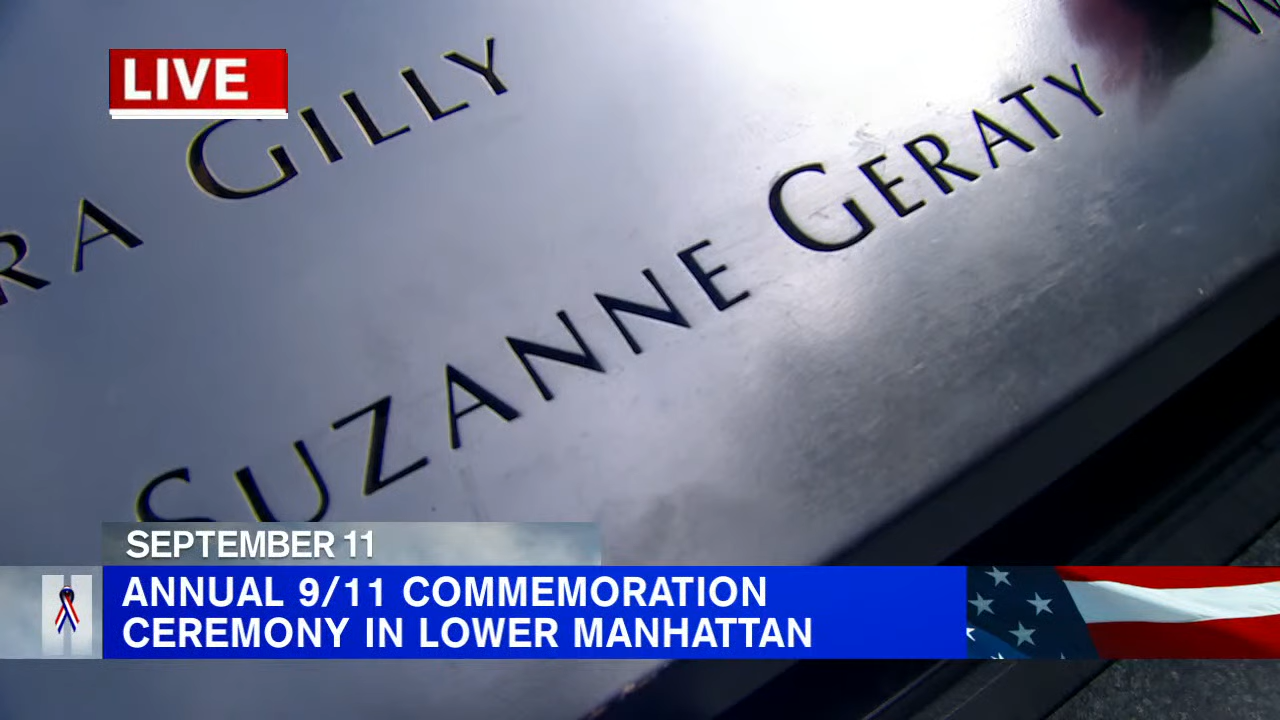 LIVE
RA GILLY
SUZANNE GERATY W
SEPTEMBER 11
ANNUAL 9/11 COMMEMORATION
CEREMONY IN LOWER MANHATTAN